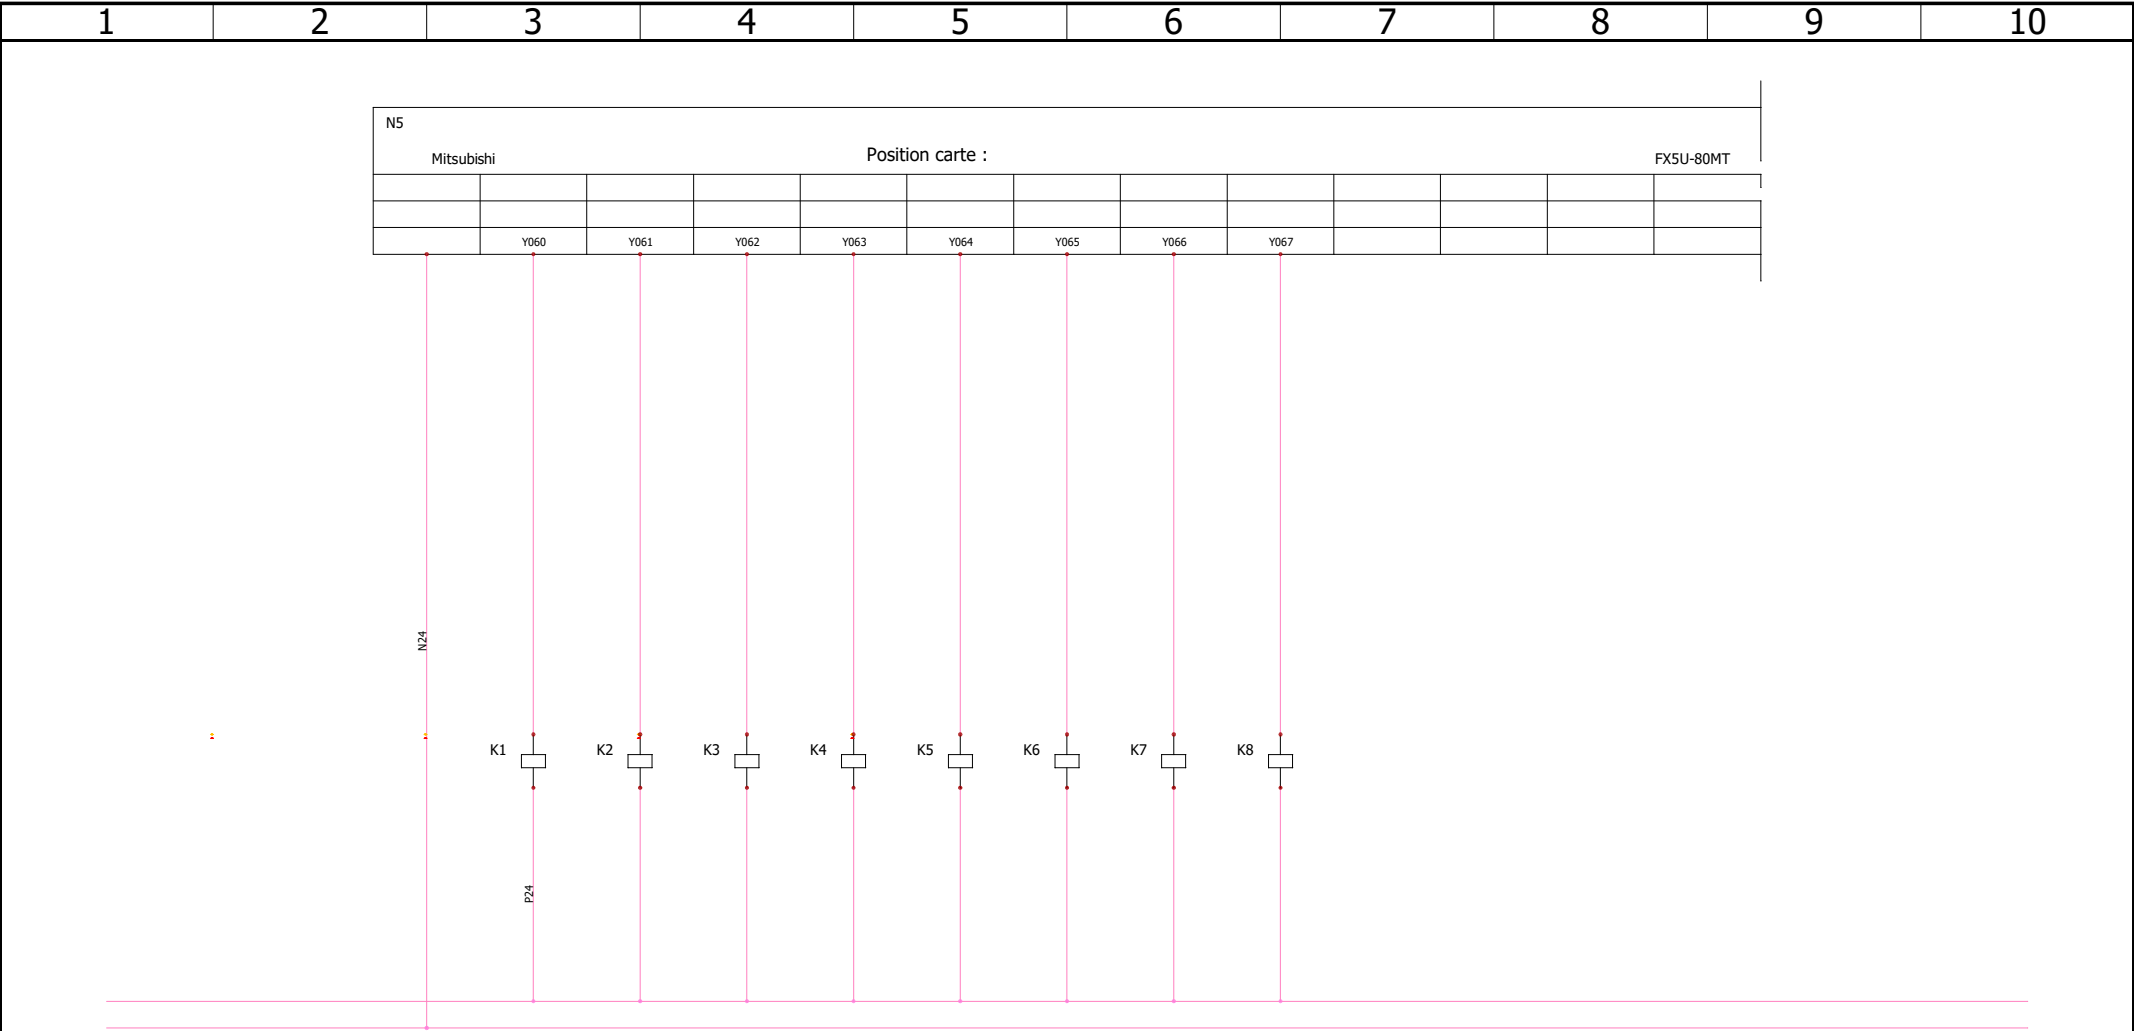 1 2 3 4 5 6 7 8 9 10
N5
Mitsubishi Position carte : FX5U-80MT
Y060 Y061 Y062 Y063 Y064 Y065 Y066 Y067
N24
K1 K2 K3 K4 K5 K6 K7 K8
P24